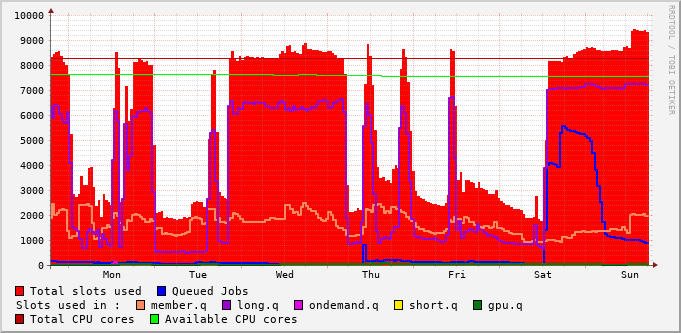 10000
9000
8000
7000
6000
5000
4000
3000
2000
1000
0
Mon Tue Wed Thu Fri Sat Sun
RRDTOOL / TOBI OETIKER
Total slots used Queued Jobs
Slots used in : member.q long.q ondemand.q short.q gpu.q
Total CPU cores Available CPU cores